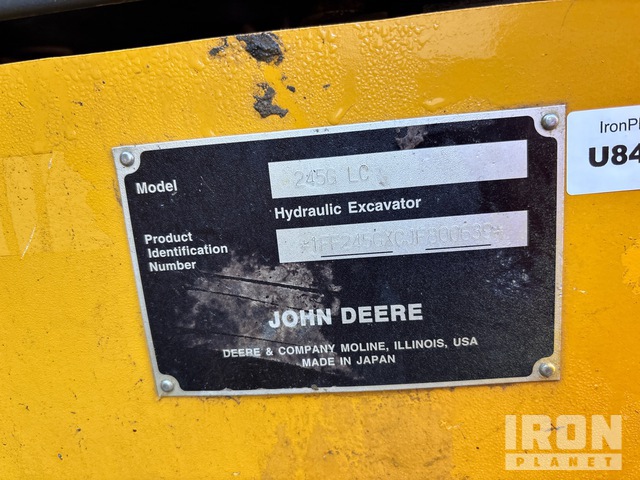 IronPl
U84
Model
245G LC
Hydraulic Excavator
Product
Identification
Number
JOHN DEERE
DEERE & COMPANY MOLINE, ILLINOIS, USA
MADE IN JAPAN
IRON
PLANET